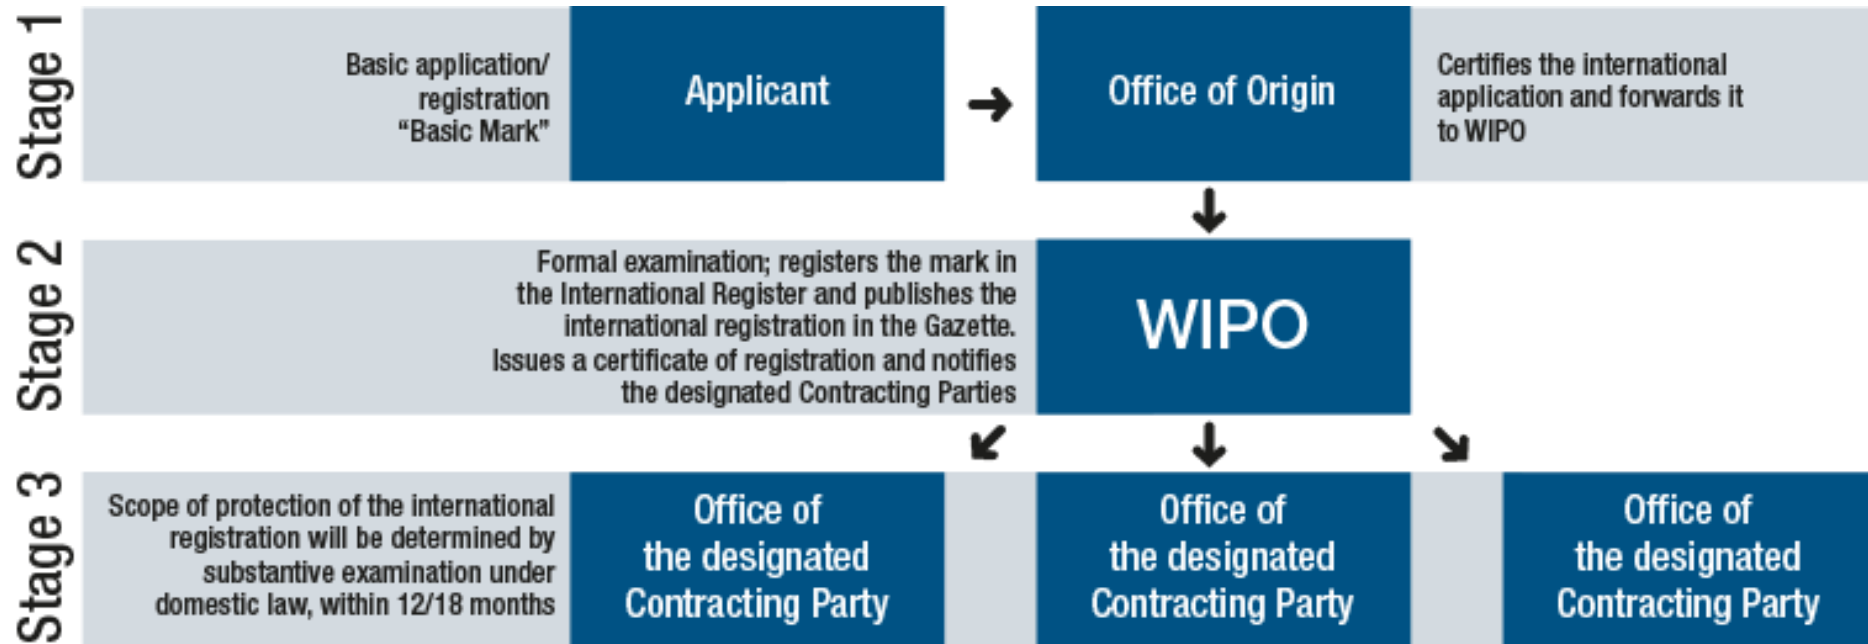 Stage 1
Basic application/
registration
“Basic Mark”
Applicant
Office of Origin
Certifies the international
application and forwards it
to WIPO
Stage 2
Formal examination; registers the mark in
the International Register and publishes the
international registration in the Gazette.
Issues a certificate of registration and notifies
the designated Contracting Parties
WIPO
Stage 3
Scope of protection of the international
registration will be determined by
substantive examination under
domestic law, within 12/18 months
Office of
the designated
Contracting Party
Office of
the designated
Contracting Party
Office of
the designated
Contracting Party